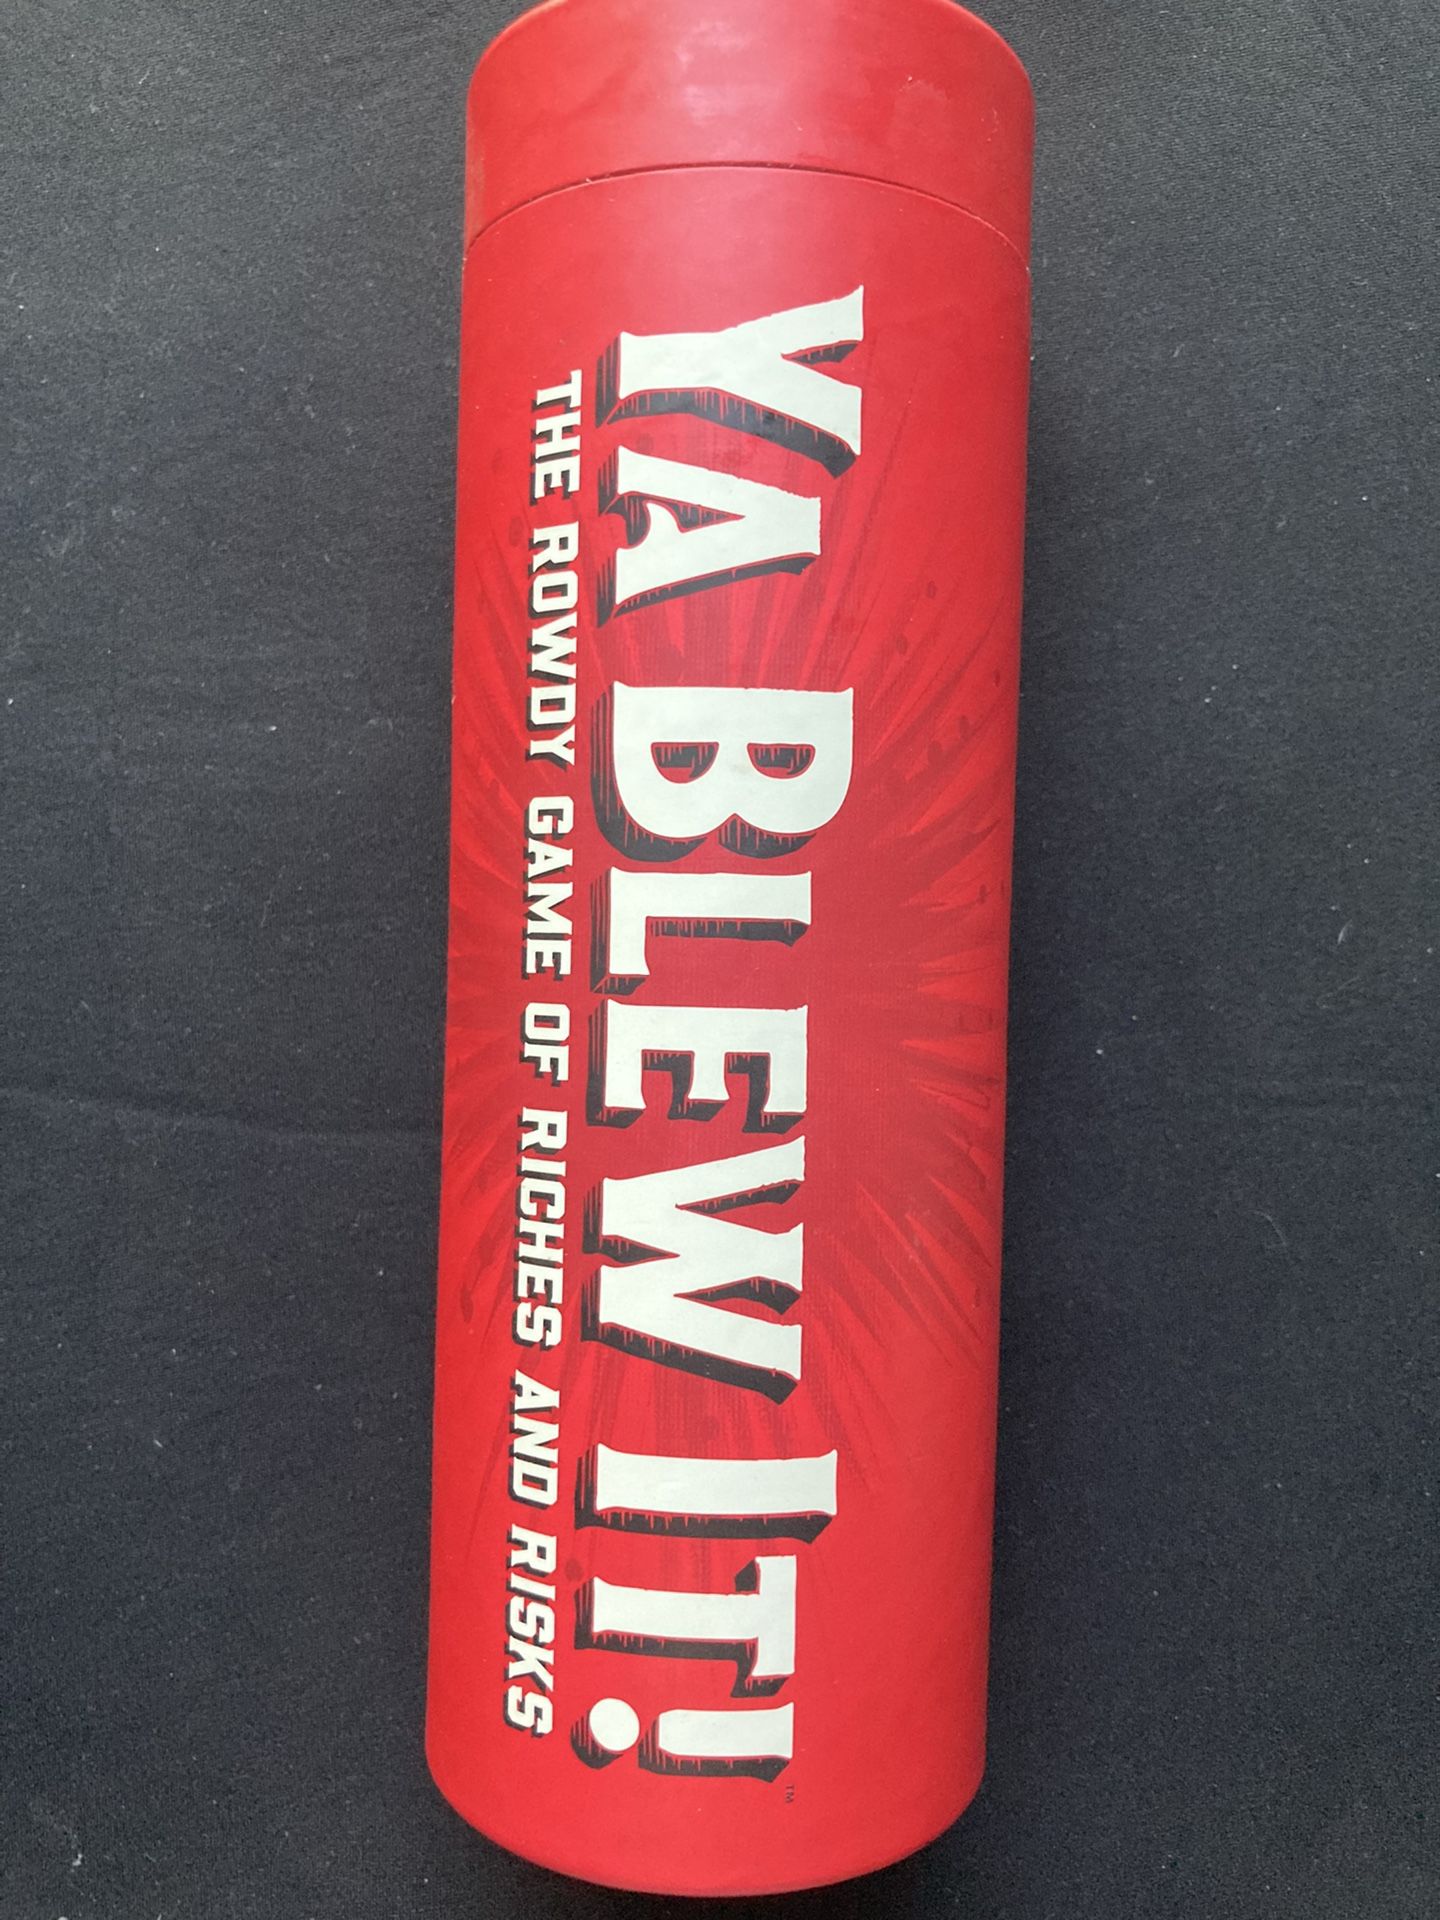 YA BLEW IT!™
THE ROWDY GAME OF RICHES AND RISKS